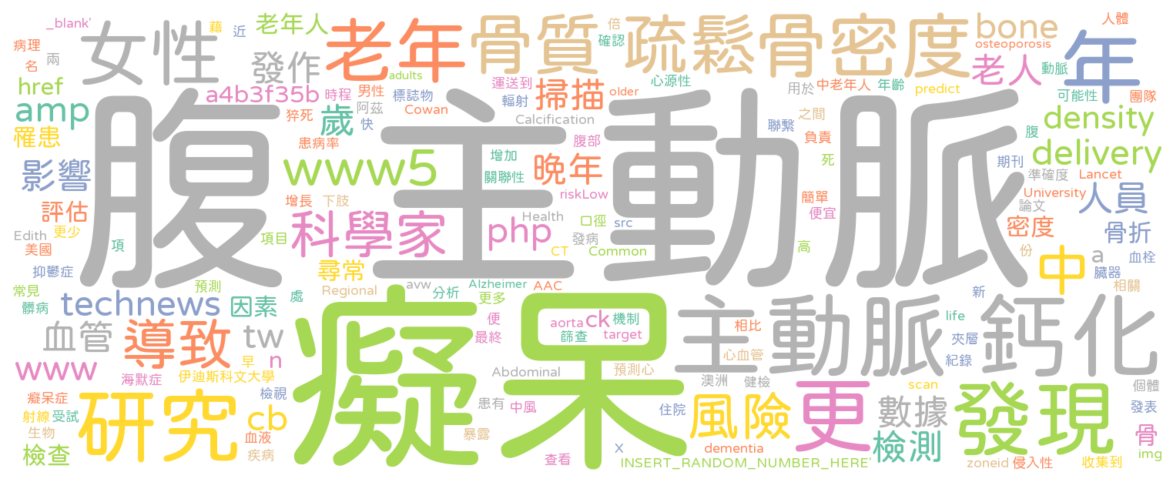 腹主動脈
癡呆
主動脈鈣化
女性
老年
骨質疏鬆
骨密度
年
發作
老年人
bone
老人
掃描
歲
www5
科學家
php
晚年
density
delivery
人員
密度
骨折
中
a
影響
評估
罹患
amp
href
a4b3f35b
_blank'
病理
名
兩
藉
近
倍
確認
osteoporosis
人體
動脈
可能性
團隊
中老年人
年齡
predict
用於
心源性
運送到
older
輻射
adults
男性
時程
標誌物
阿茲
快
Cowan
猝死
患病率
Calcification
腹部
增加
關聯性
riskLow
聯繫
之間
負責
死
簡單
便宜
腹
期刊
準確度
Lancet
University
論文
血栓
臟器
相關
份
高
新
life
夾層
紀錄
Health
發病
口徑
src
Common
CT
AAC
Alzheimer
avw
分析
更多
便
最終
aorta
ck
機制
篩查
target
相比
心血管
預測心
澳洲
健檢
住院
Abdominal
患有
中風
暴露
查看
X
INSERT_RANDOM_NUMBER_HERE'
dementia
風險
更
數據
檢測
發現
scan
個體
發表
骨
img
收集到
侵入性
zoneid
研究
cb
導致
血管
technews
因素
tw
n
www
尋常
Regional
增長
下肢
項目
項
處
預測
Edith
美國
更少
抑鬱症
常見
髒病
早
海默症
伊迪斯科文大學
檢視
癡呆症
射線
受試
生物
血液
疾病
檢查